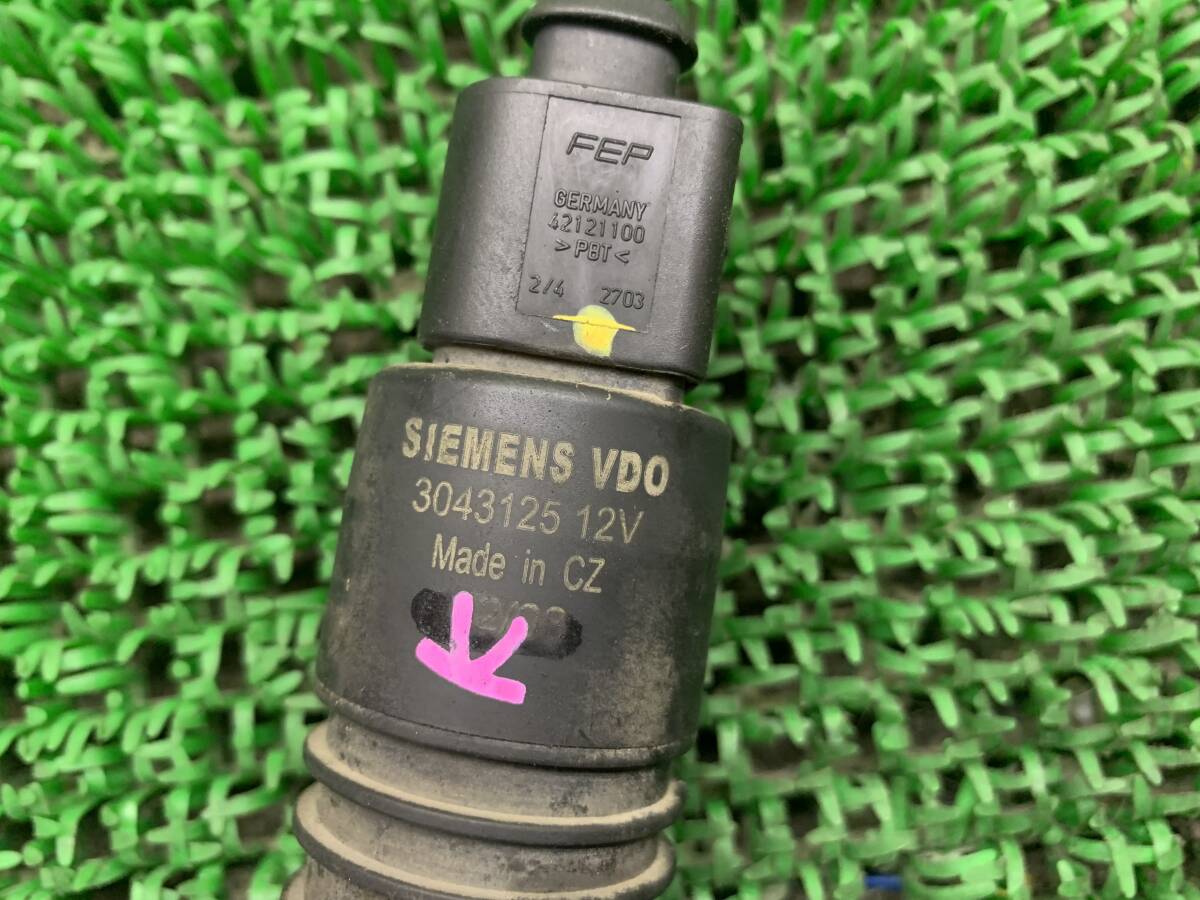 FEP
GERMANY
42121100
>PBT<
2/4 2703
SIEMENS VDO
3043125 12V
Made in CZ